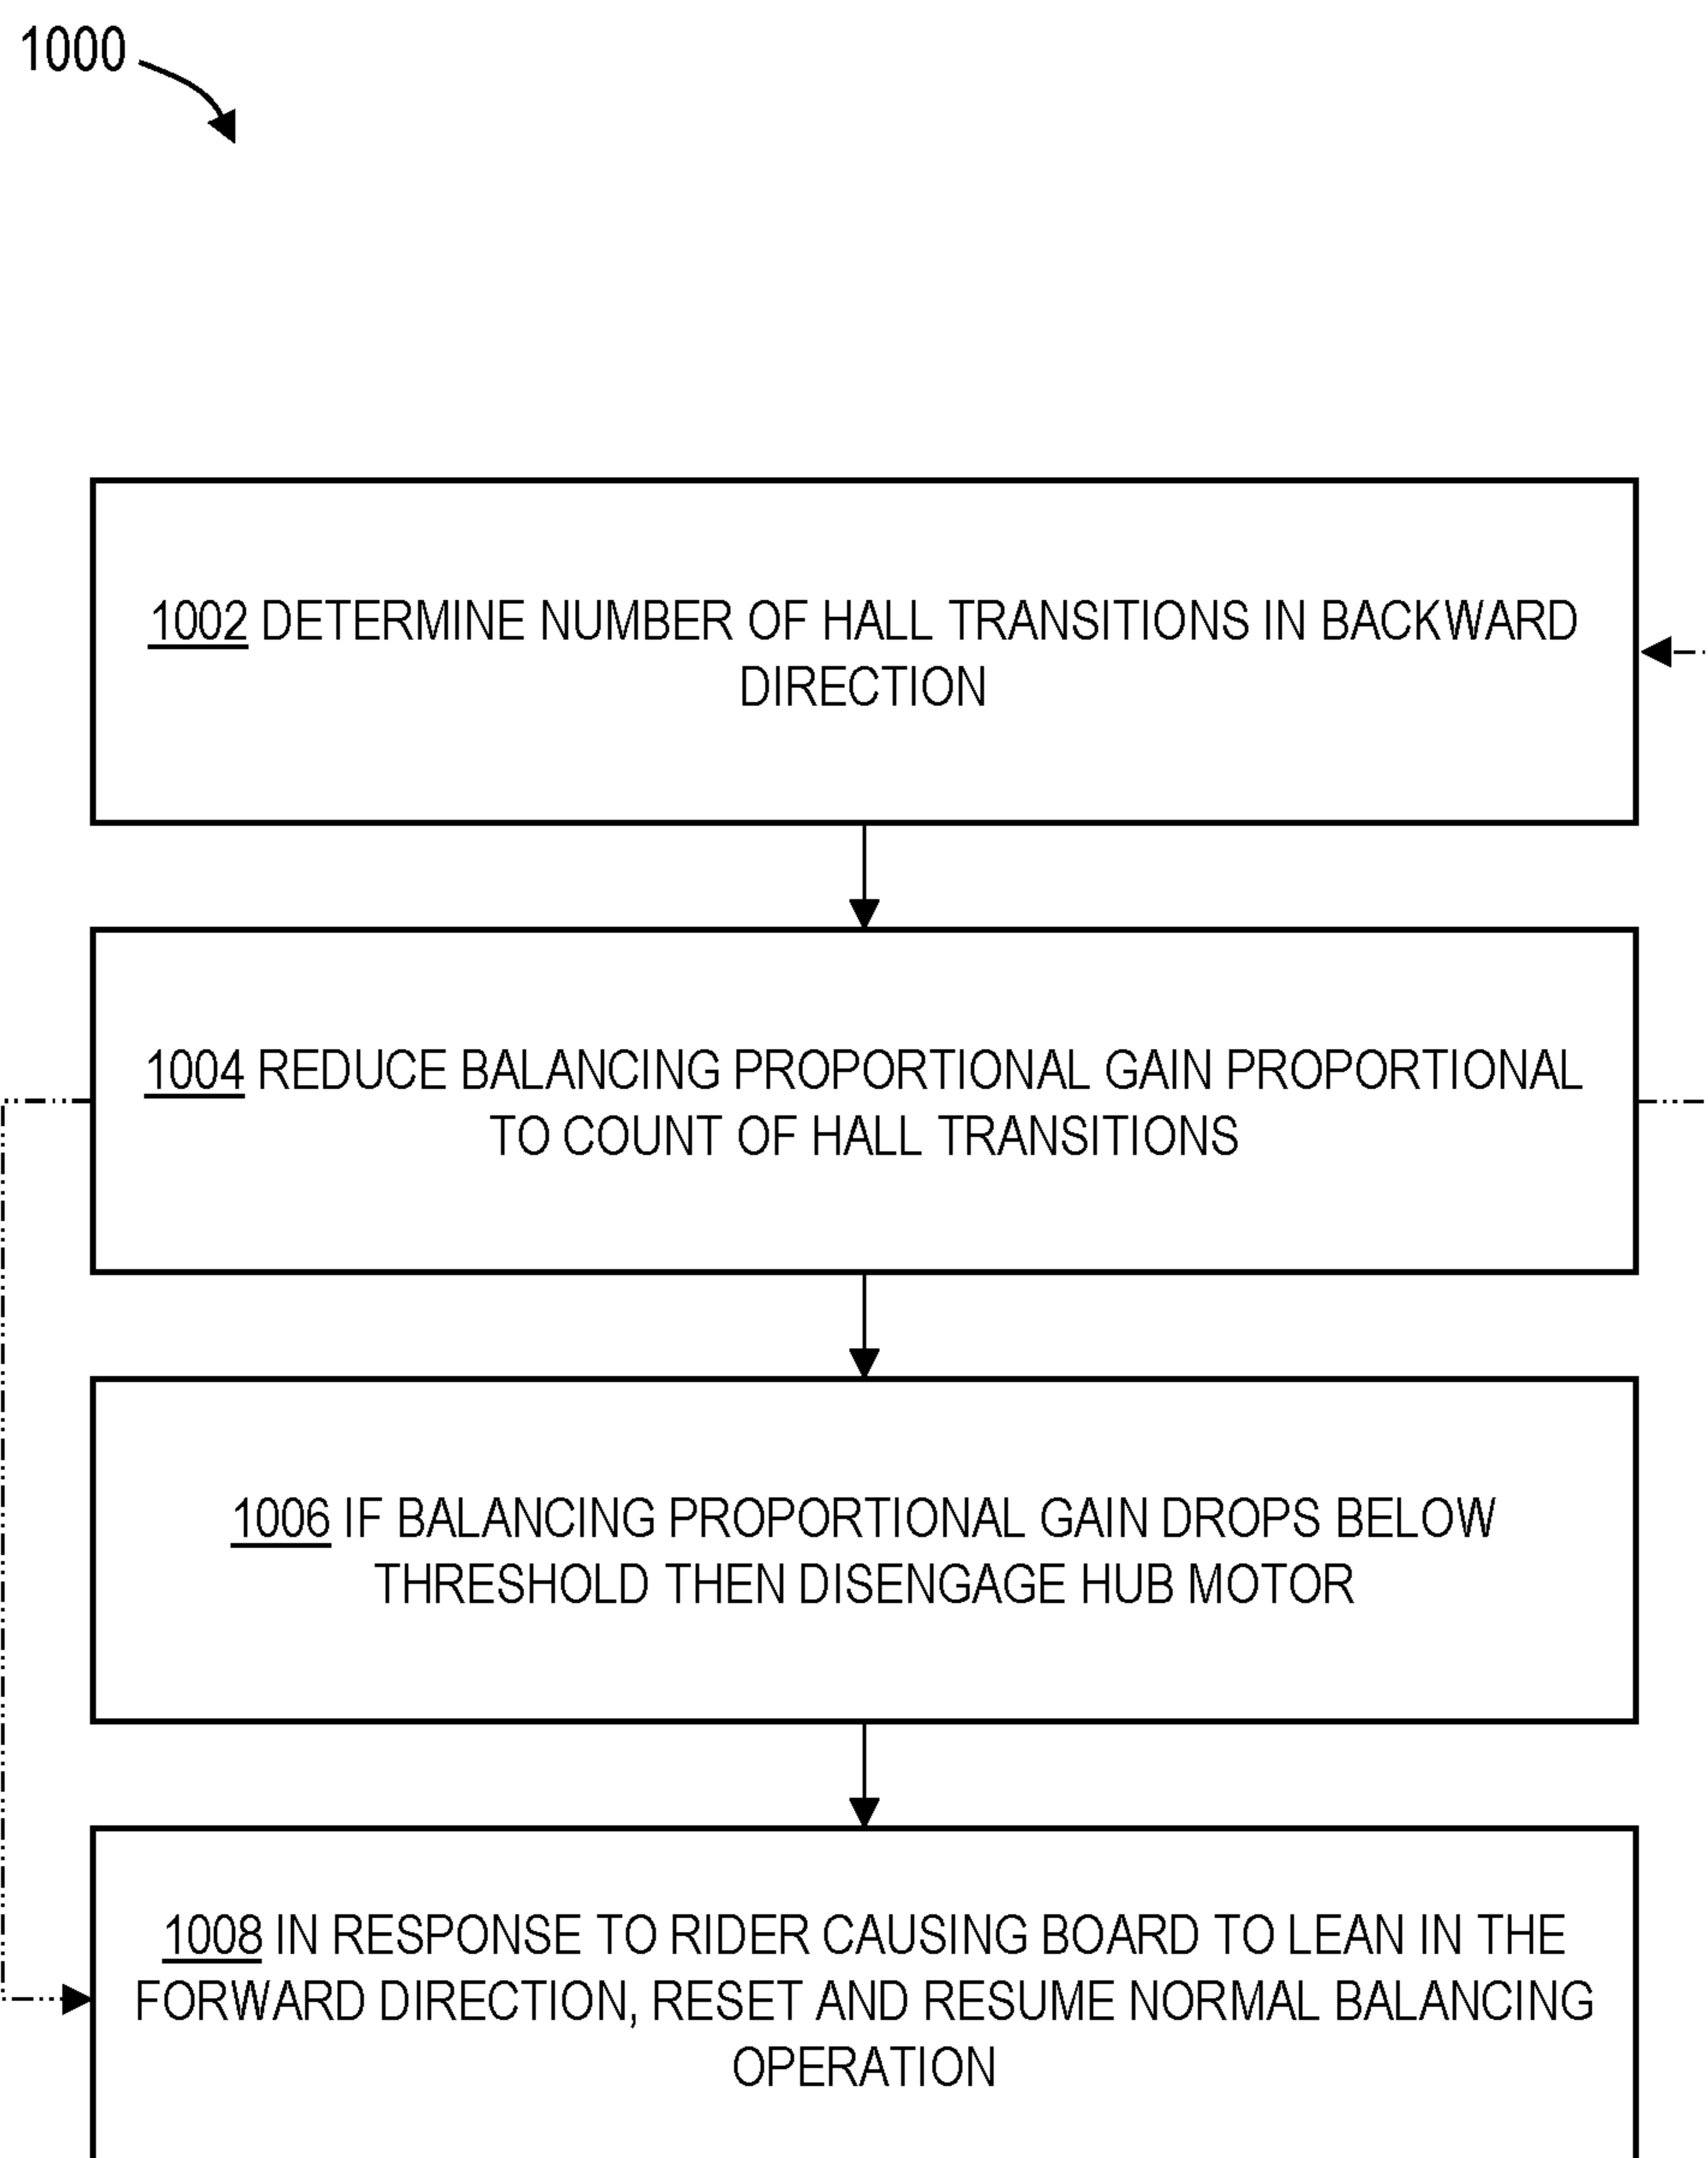 1000
1002 DETERMINE NUMBER OF HALL TRANSITIONS IN BACKWARD
DIRECTION
1004 REDUCE BALANCING PROPORTIONAL GAIN PROPORTIONAL
TO COUNT OF HALL TRANSITIONS
1006 IF BALANCING PROPORTIONAL GAIN DROPS BELOW
THRESHOLD THEN DISENGAGE HUB MOTOR
1008 IN RESPONSE TO RIDER CAUSING BOARD TO LEAN IN THE
FORWARD DIRECTION, RESET AND RESUME NORMAL BALANCING
OPERATION